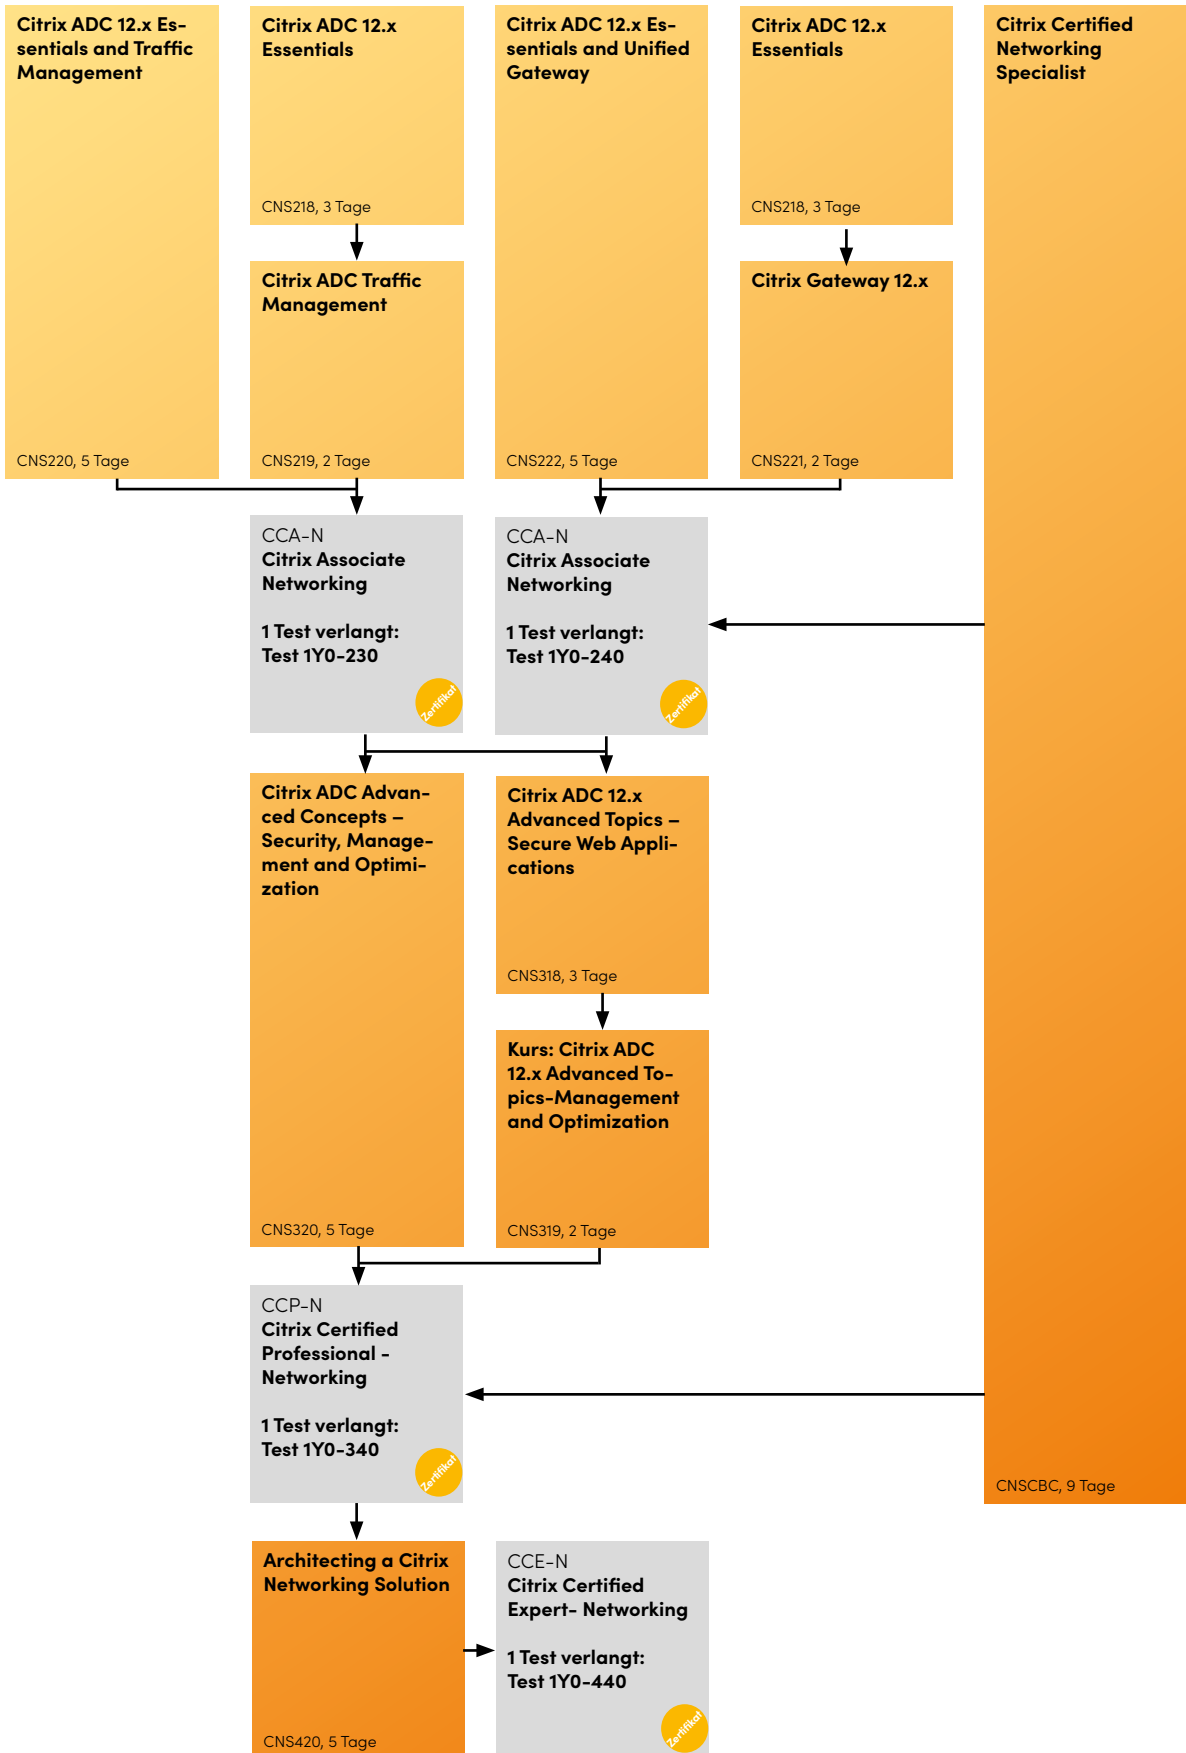 Citrix ADC 12.x Es-
sentials and Traffic
Management
CNS220, 5 Tage
Citrix ADC 12.x
Essentials
CNS218, 3 Tage
Citrix ADC Traffic
Management
CNS219, 2 Tage
Citrix ADC 12.x Es-
sentials and Unified
Gateway
CNS222, 5 Tage
Citrix ADC 12.x
Essentials
CNS218, 3 Tage
Citrix Gateway 12.x
CNS221, 2 Tage
Citrix Certified
Networking
Specialist
CNSCBC, 9 Tage
CCA-N
Citrix Associate
Networking
1 Test verlangt:
Test 1Y0-230
Zertifikat
CCA-N
Citrix Associate
Networking
1 Test verlangt:
Test 1Y0-240
Zertifikat
Citrix ADC Advan-
ced Concepts –
Security, Manage-
ment and Optimi-
zation
CNS320, 5 Tage
Citrix ADC 12.x
Advanced Topics –
Secure Web Appli-
cations
CNS318, 3 Tage
Kurs: Citrix ADC
12.x Advanced To-
pics-Management
and Optimization
CNS319, 2 Tage
CCP-N
Citrix Certified
Professional -
Networking
1 Test verlangt:
Test 1Y0-340
Zertifikat
Architecting a Citrix
Networking Solution
CNS420, 5 Tage
CCE-N
Citrix Certified
Expert- Networking
1 Test verlangt:
Test 1Y0-440
Zertifikat